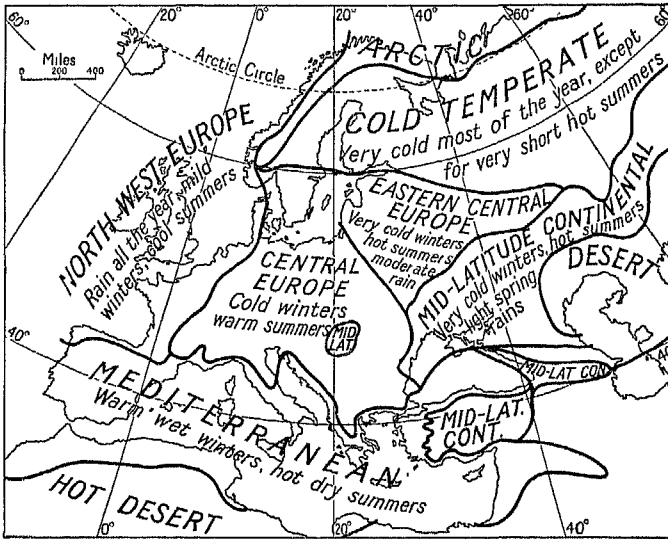 60°
0°
20°
40°
60°
60°
Miles
0 200 400
Arctic Circle
ARCTIC
COLD TEMPERATE
Very cold most of the year, except
for very short hot summers
NORTH WEST EUROPE
Rain all the year, mild
winters, cool summers
EASTERN CENTRAL
EUROPE
Very cold winters
hot summers
moderate
rain
MID-LATITUDE CONTINENTAL
Very cold winters, hot summers
light spring
rains
DESERT
CENTRAL
EUROPE
Cold winters
warm summers
MID
LAT.
40°
40
MID-LAT CON.
MID-LAT.
CONT.
MEDITERRANEAN
Warm wet winters, hot dry summers
HOT DESERT
0°
20°
40°